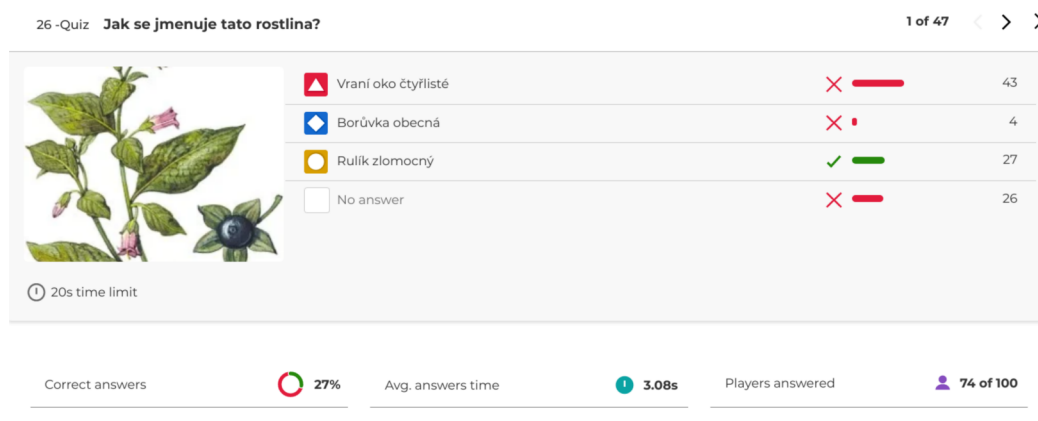 26 -Quiz Jak se jmenuje tato rostlina? 1 of 47
Vraní oko čtyřlisté 43
Borůvka obecná 4
Rulík zlomocný 27
No answer 26
20s time limit
Correct answers 27% Avg. answers time 3.08s Players answered 74 of 100